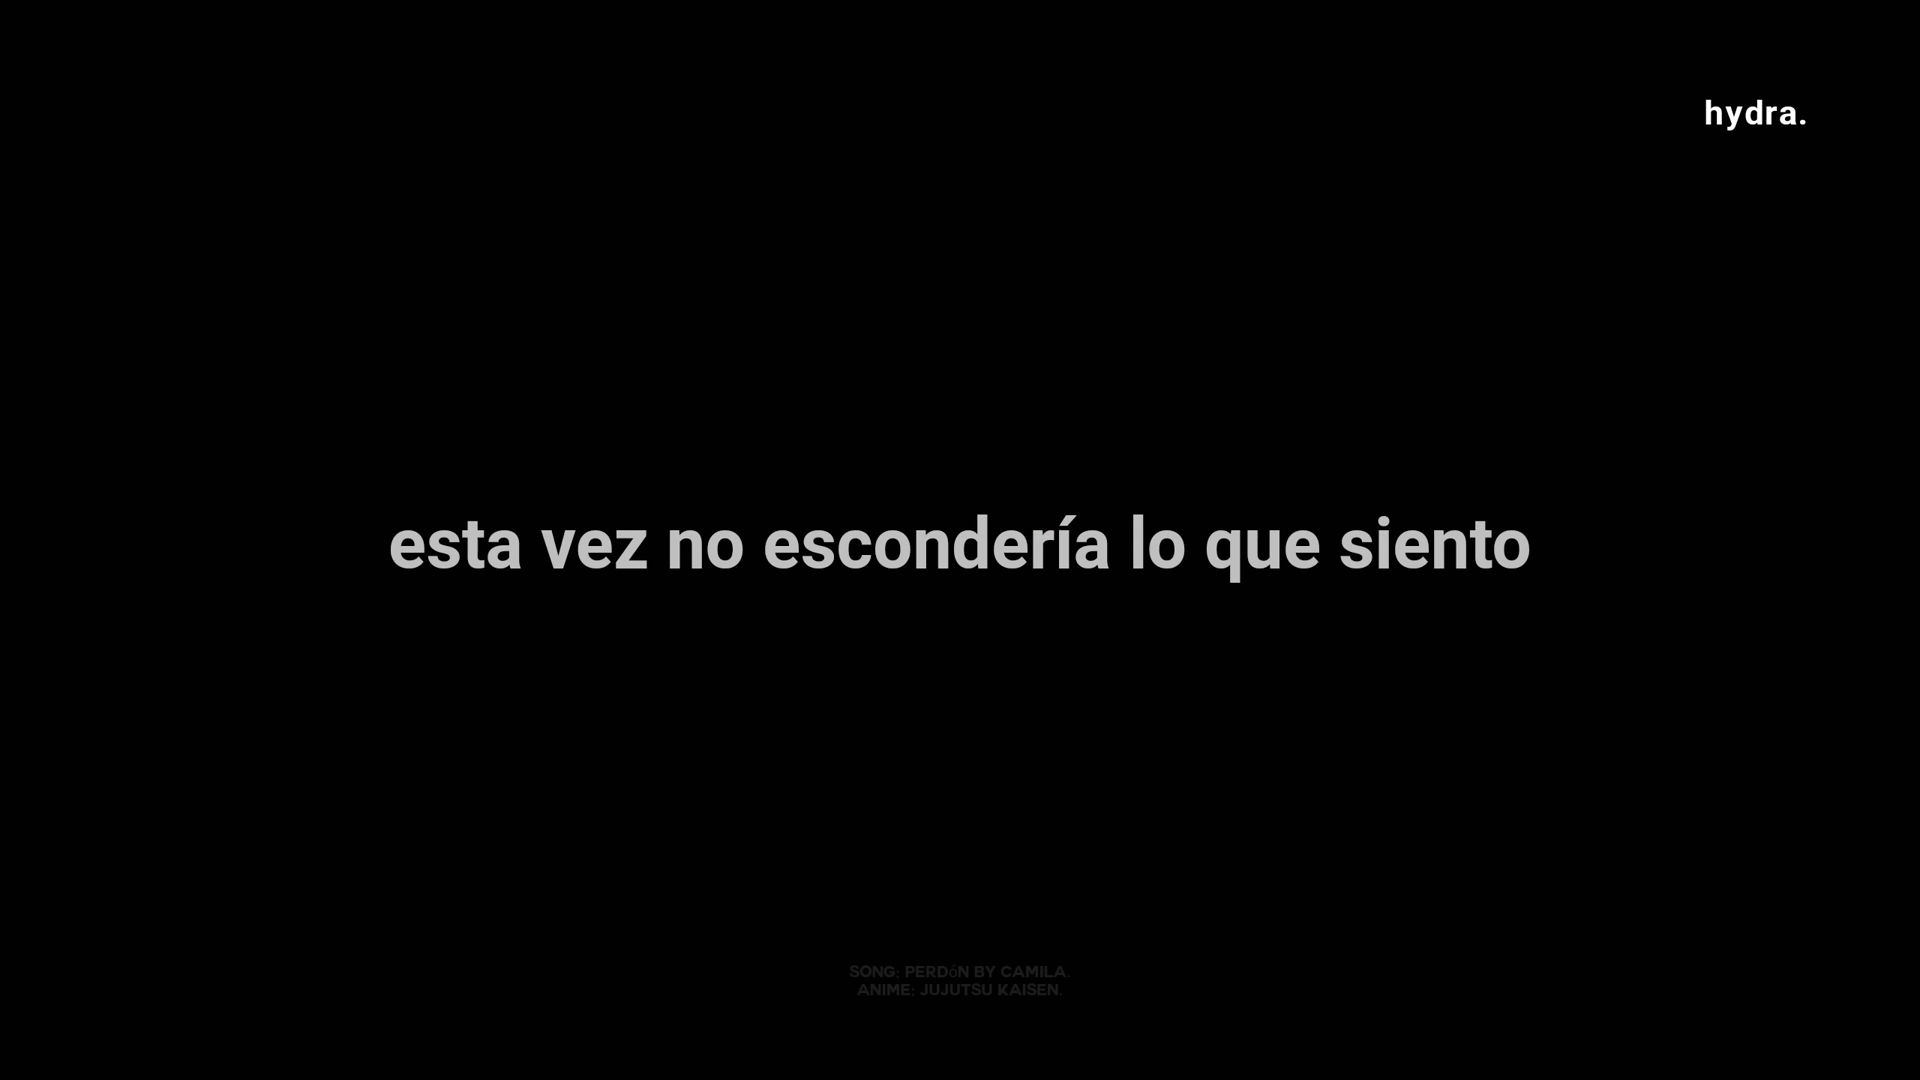 hydra.
esta vez no escondería lo que siento
SONG: PERDóN BY CAMILA.
ANIME: JUJUTSU KAISEN.